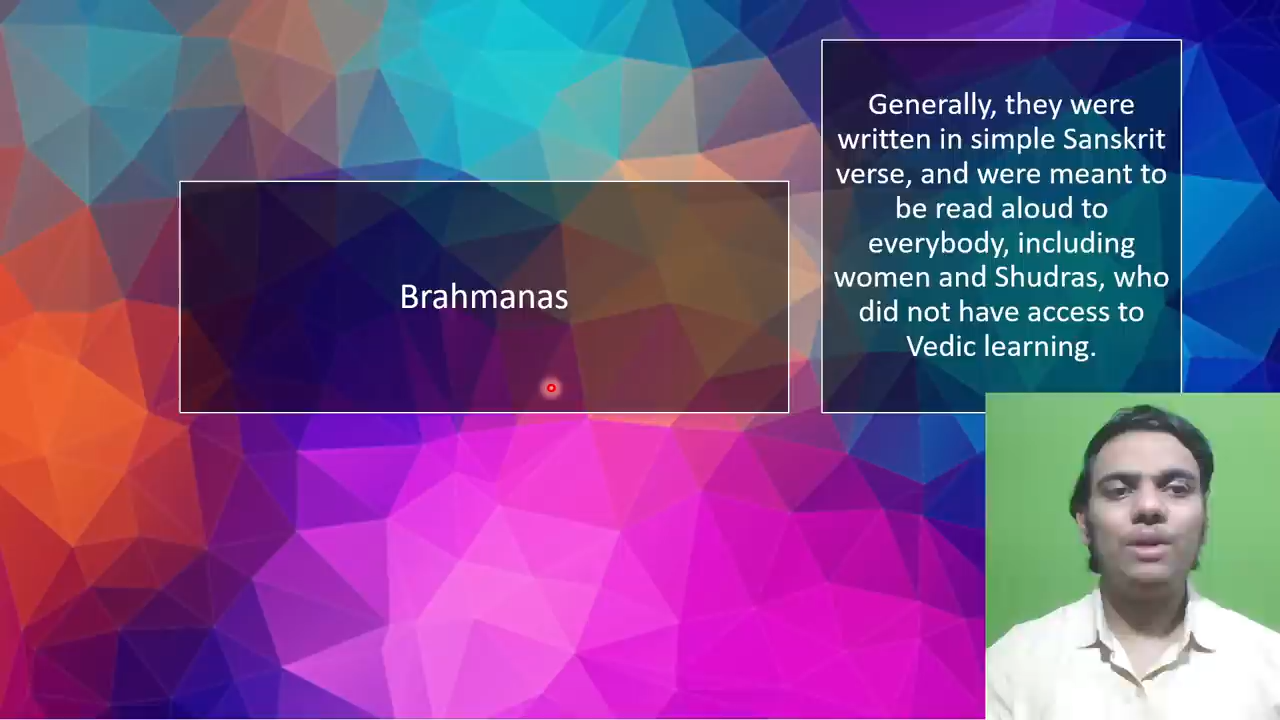 Brahmanas
Generally, they were
written in simple Sanskrit
verse, and were meant to
be read aloud to
everybody, including
women and Shudras, who
did not have access to
Vedic learning.